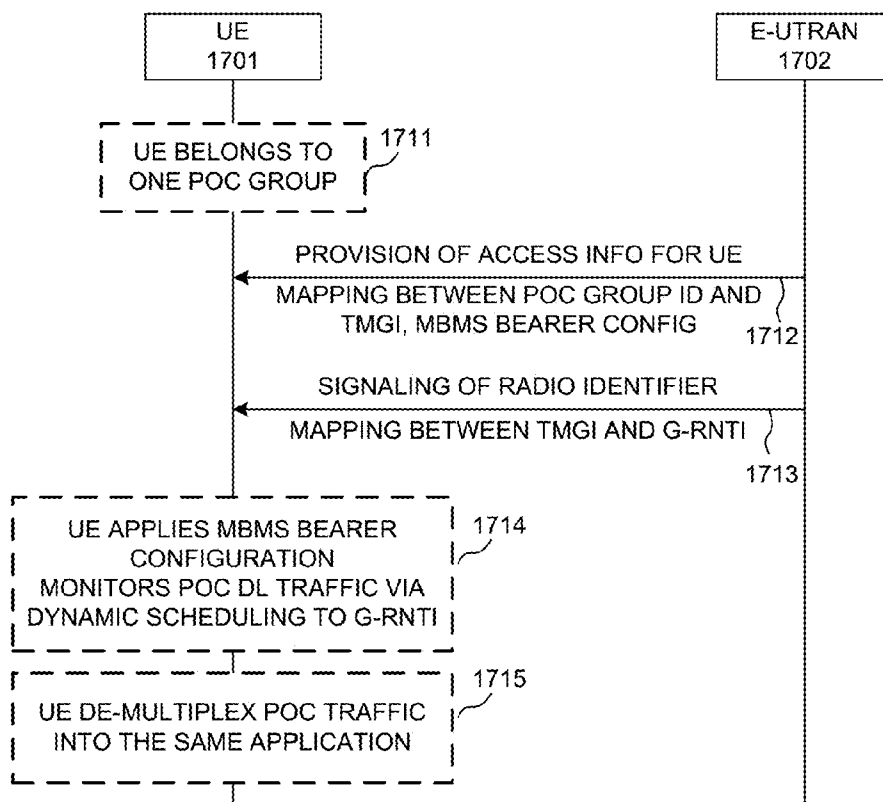 UE
1701
E-UTRAN
1702
1711
UE BELONGS TO
ONE POC GROUP
PROVISION OF ACCESS INFO FOR UE
MAPPING BETWEEN POC GROUP ID AND
TMGI, MBMS BEARER CONFIG
1712
SIGNALING OF RADIO IDENTIFIER
MAPPING BETWEEN TMGI AND G-RNTI
1713
1714
UE APPLIES MBMS BEARER
CONFIGURATION
MONITORS POC DL TRAFFIC VIA
DYNAMIC SCHEDULING TO G-RNTI
1715
UE DE-MULTIPLEX POC TRAFFIC
INTO THE SAME APPLICATION